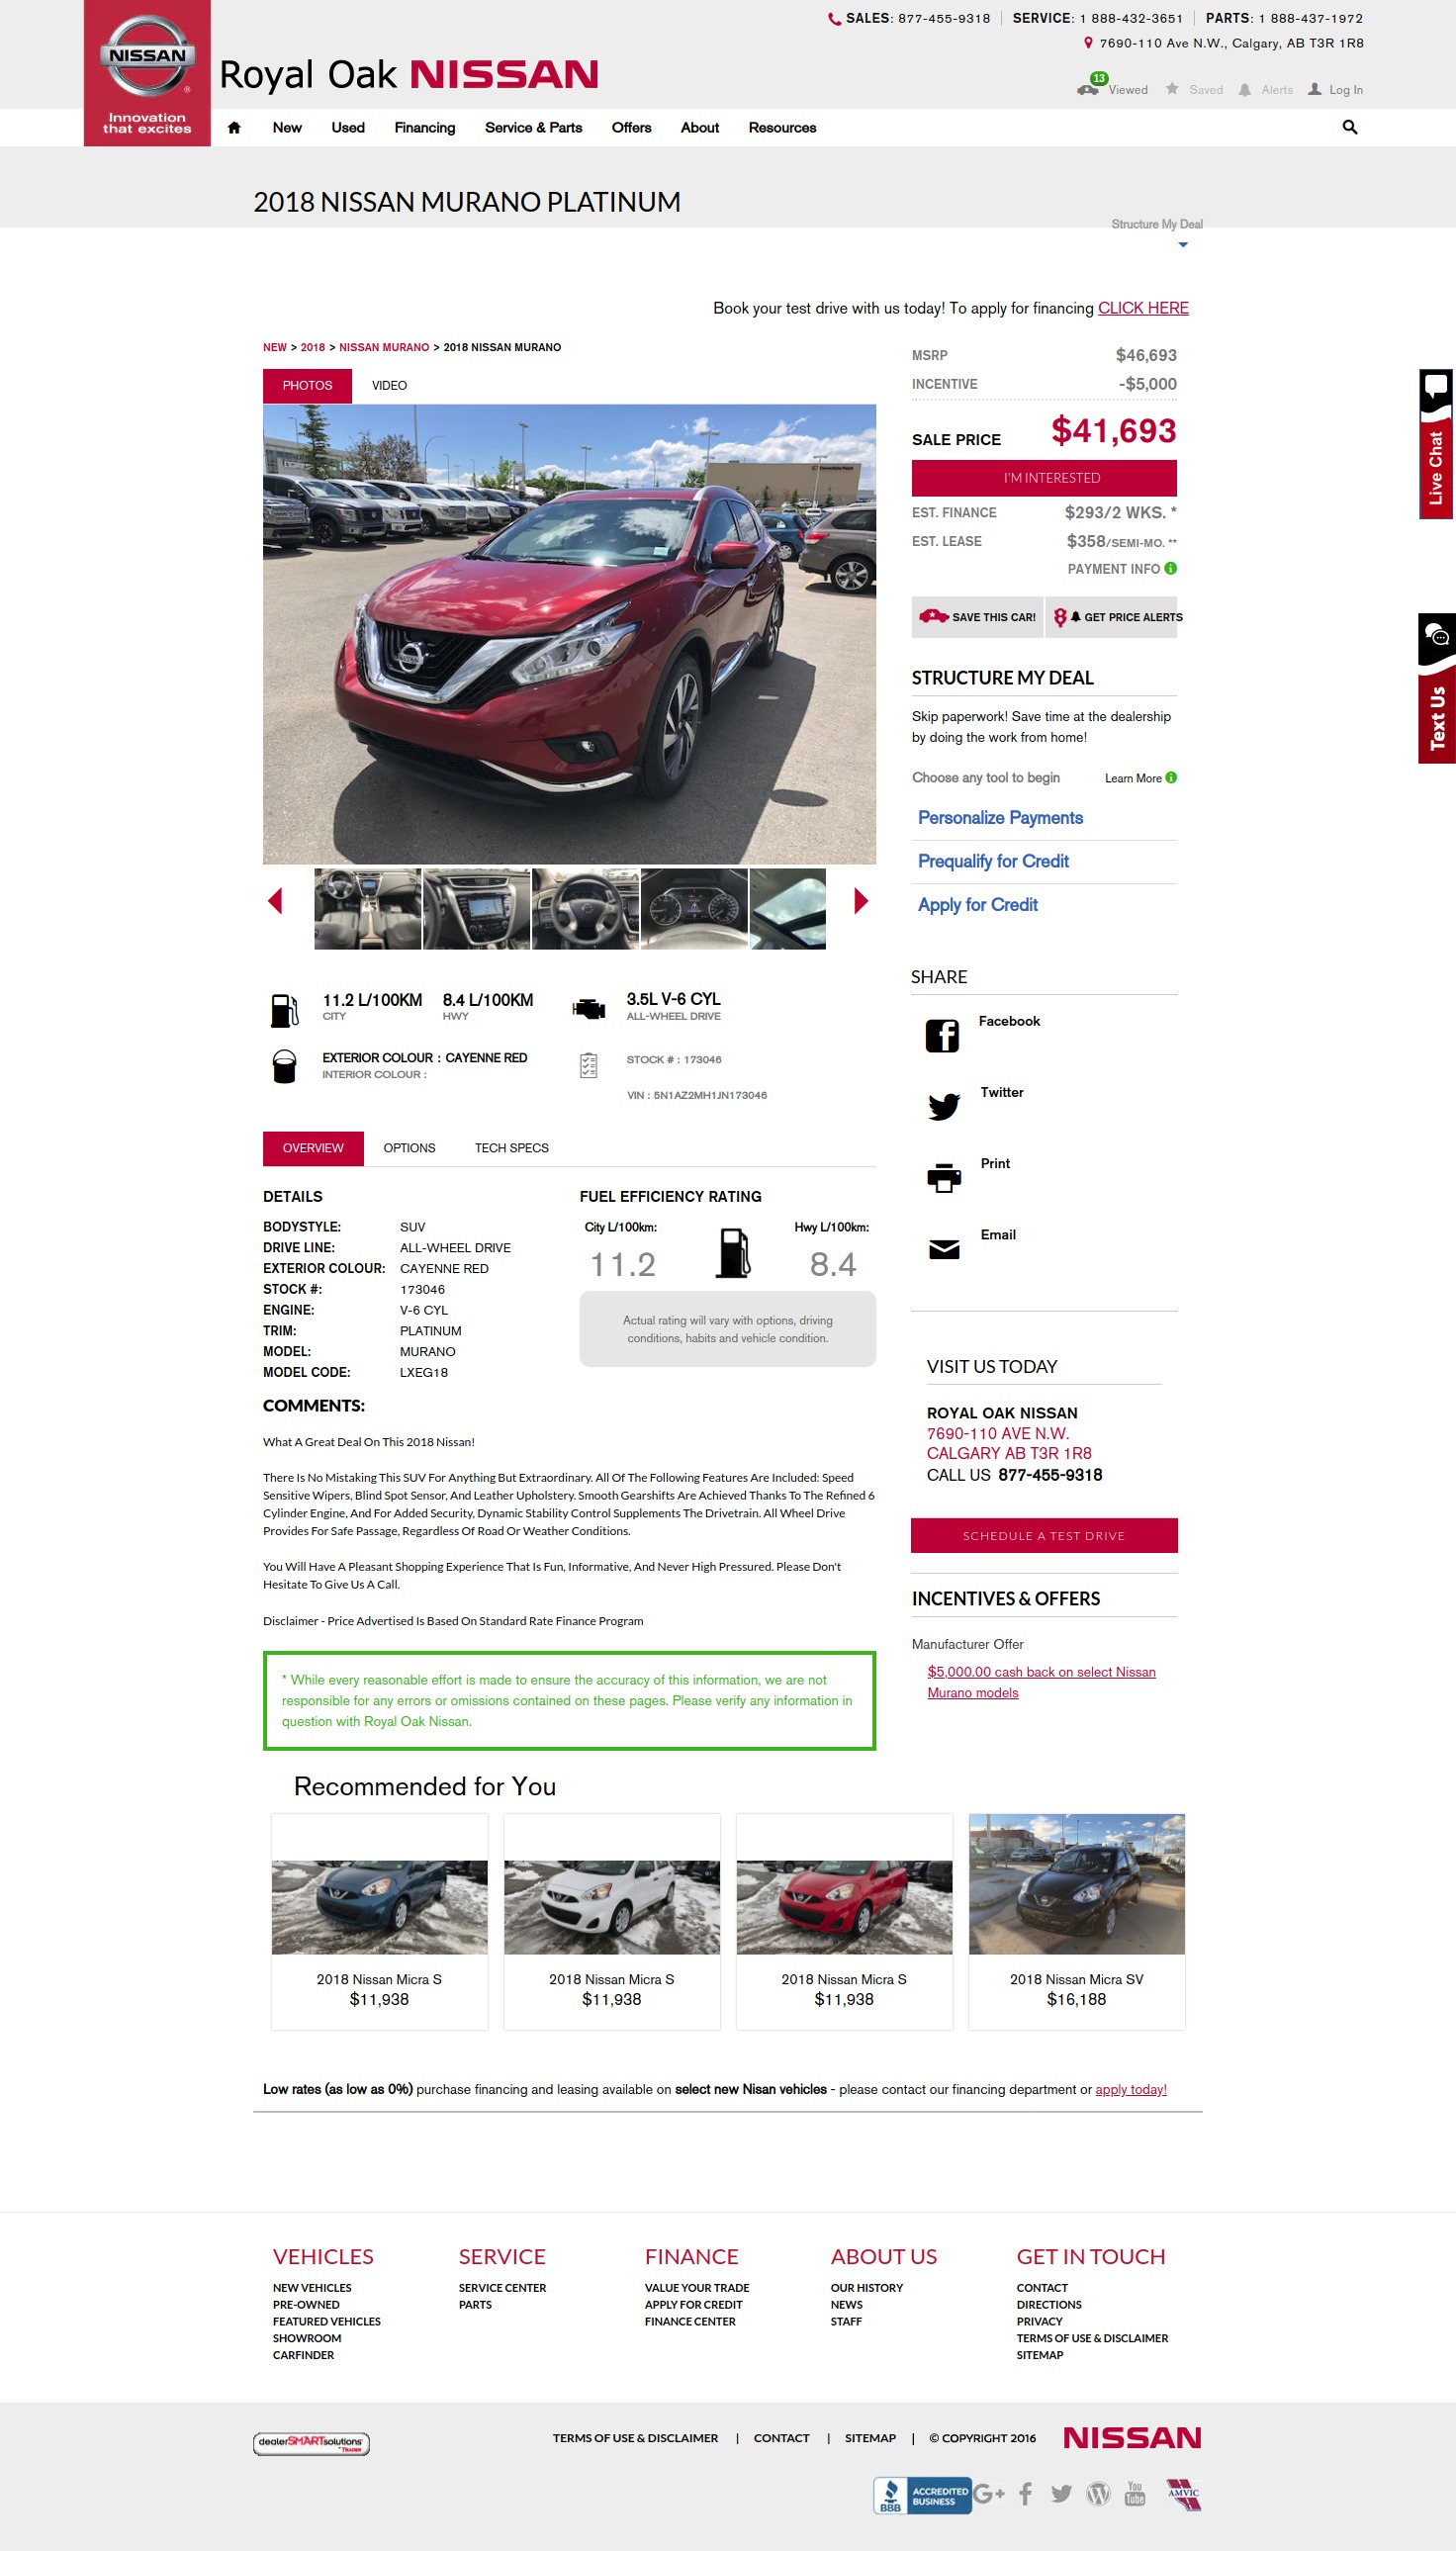 SALES: 877-455-9318 SERVICE: 1 888-432-3651 PARTS: 1 888-437-1972
7690-110 Ave N.W., Calgary, AB T3R 1R8
NISSAN
Innovation
that excites
Royal Oak NISSAN
13 Viewed Saved Alerts Log In
New Used Financing Service & Parts Offers About Resources
2018 NISSAN MURANO PLATINUM
Structure My Deal
Book your test drive with us today! To apply for financing CLICK HERE
NEW > 2018 > NISSAN MURANO > 2018 NISSAN MURANO
PHOTOS VIDEO
MSRP $46,693
INCENTIVE -$5,000
SALE PRICE $41,693
I'M INTERESTED
EST. FINANCE $293/2 WKS. *
EST. LEASE $358/SEMI-MO. **
PAYMENT INFO
SAVE THIS CAR! GET PRICE ALERTS
Live Chat
Text Us
STRUCTURE MY DEAL
Skip paperwork! Save time at the dealership
by doing the work from home!
Choose any tool to begin Learn More
Personalize Payments
Prequalify for Credit
Apply for Credit
11.2 L/100KM 8.4 L/100KM 3.5L V-6 CYL
CITY HWY ALL-WHEEL DRIVE
EXTERIOR COLOUR : CAYENNE RED
INTERIOR COLOUR :
STOCK # : 173046
VIN : 5N1AZ2MH1JN173046
SHARE
Facebook
Twitter
Print
Email
OVERVIEW OPTIONS TECH SPECS
DETAILS
BODYSTYLE: SUV
DRIVE LINE: ALL-WHEEL DRIVE
EXTERIOR COLOUR: CAYENNE RED
STOCK #: 173046
ENGINE: V-6 CYL
TRIM: PLATINUM
MODEL: MURANO
MODEL CODE: LXEG18
FUEL EFFICIENCY RATING
City L/100km: Hwy L/100km:
11.2 8.4
Actual rating will vary with options, driving
conditions, habits and vehicle condition.
COMMENTS:
What A Great Deal On This 2018 Nissan!
There Is No Mistaking This SUV For Anything But Extraordinary. All Of The Following Features Are Included: Speed
Sensitive Wipers, Blind Spot Sensor, And Leather Upholstery. Smooth Gearshifts Are Achieved Thanks To The Refined 6
Cylinder Engine, And For Added Security, Dynamic Stability Control Supplements The Drivetrain. All Wheel Drive
Provides For Safe Passage, Regardless Of Road Or Weather Conditions.
You Will Have A Pleasant Shopping Experience That Is Fun, Informative, And Never High Pressured. Please Don't
Hesitate To Give Us A Call.
Disclaimer - Price Advertised Is Based On Standard Rate Finance Program
* While every reasonable effort is made to ensure the accuracy of this information, we are not
responsible for any errors or omissions contained on these pages. Please verify any information in
question with Royal Oak Nissan.
VISIT US TODAY
ROYAL OAK NISSAN
7690-110 AVE N.W.
CALGARY AB T3R 1R8
CALL US 877-455-9318
SCHEDULE A TEST DRIVE
INCENTIVES & OFFERS
Manufacturer Offer
$5,000.00 cash back on select Nissan
Murano models
Recommended for You
2018 Nissan Micra S 2018 Nissan Micra S 2018 Nissan Micra S 2018 Nissan Micra SV
$11,938 $11,938 $11,938 $16,188
Low rates (as low as 0%) purchase financing and leasing available on select new Nisan vehicles - please contact our financing department or apply today!
VEHICLES
NEW VEHICLES
PRE-OWNED
FEATURED VEHICLES
SHOWROOM
CARFINDER
SERVICE
SERVICE CENTER
PARTS
FINANCE
VALUE YOUR TRADE
APPLY FOR CREDIT
FINANCE CENTER
ABOUT US
OUR HISTORY
NEWS
STAFF
GET IN TOUCH
CONTACT
DIRECTIONS
PRIVACY
TERMS OF USE & DISCLAIMER
SITEMAP
dealerSMARTsolutions
TERMS OF USE & DISCLAIMER | CONTACT | SITEMAP | © COPYRIGHT 2016 NISSAN
BBB ACCREDITED
BUSINESS
G+ You
Tube
AMVIC